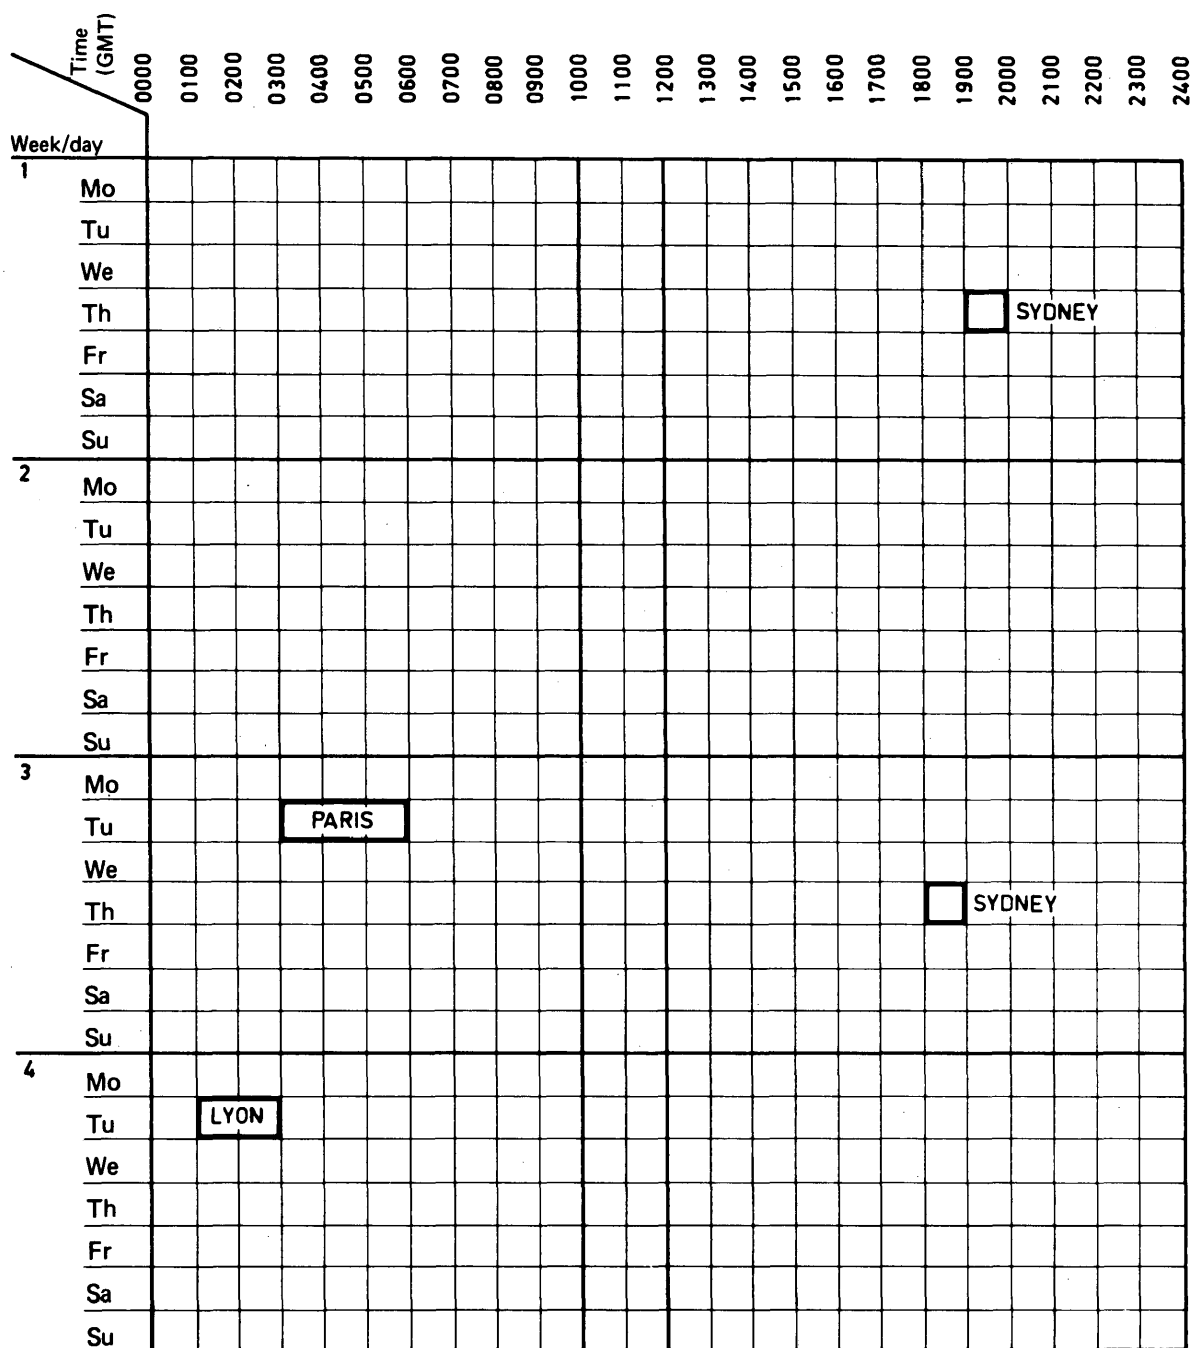 Time
(GMT)
0000 0100 0200 0300 0400 0500 0600 0700 0800 0900 1000 1100 1200 1300 1400 1500 1600 1700 1800 1900 2000 2100 2200 2300 2400
Week/day
1
Mo
Tu
We
Th SYDNEY
Fr
Sa
Su
2
Mo
Tu
We
Th
Fr
Sa
Su
3
Mo
Tu PARIS
We
Th SYDNEY
Fr
Sa
Su
4
Mo
Tu LYON
We
Th
Fr
Sa
Su